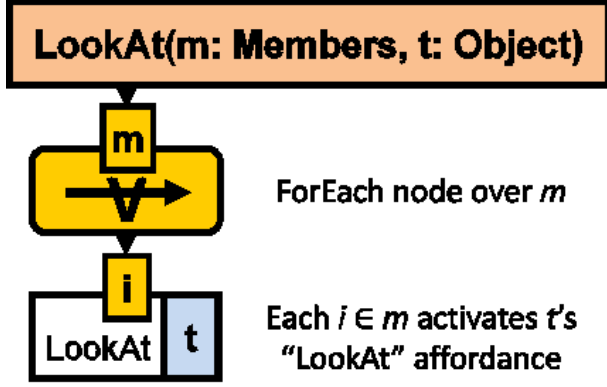 LookAt(m: Members, t: Object)
m
∀
ForEach node over m
i
LookAt t
Each i ∈ m activates t's
"LookAt" affordance